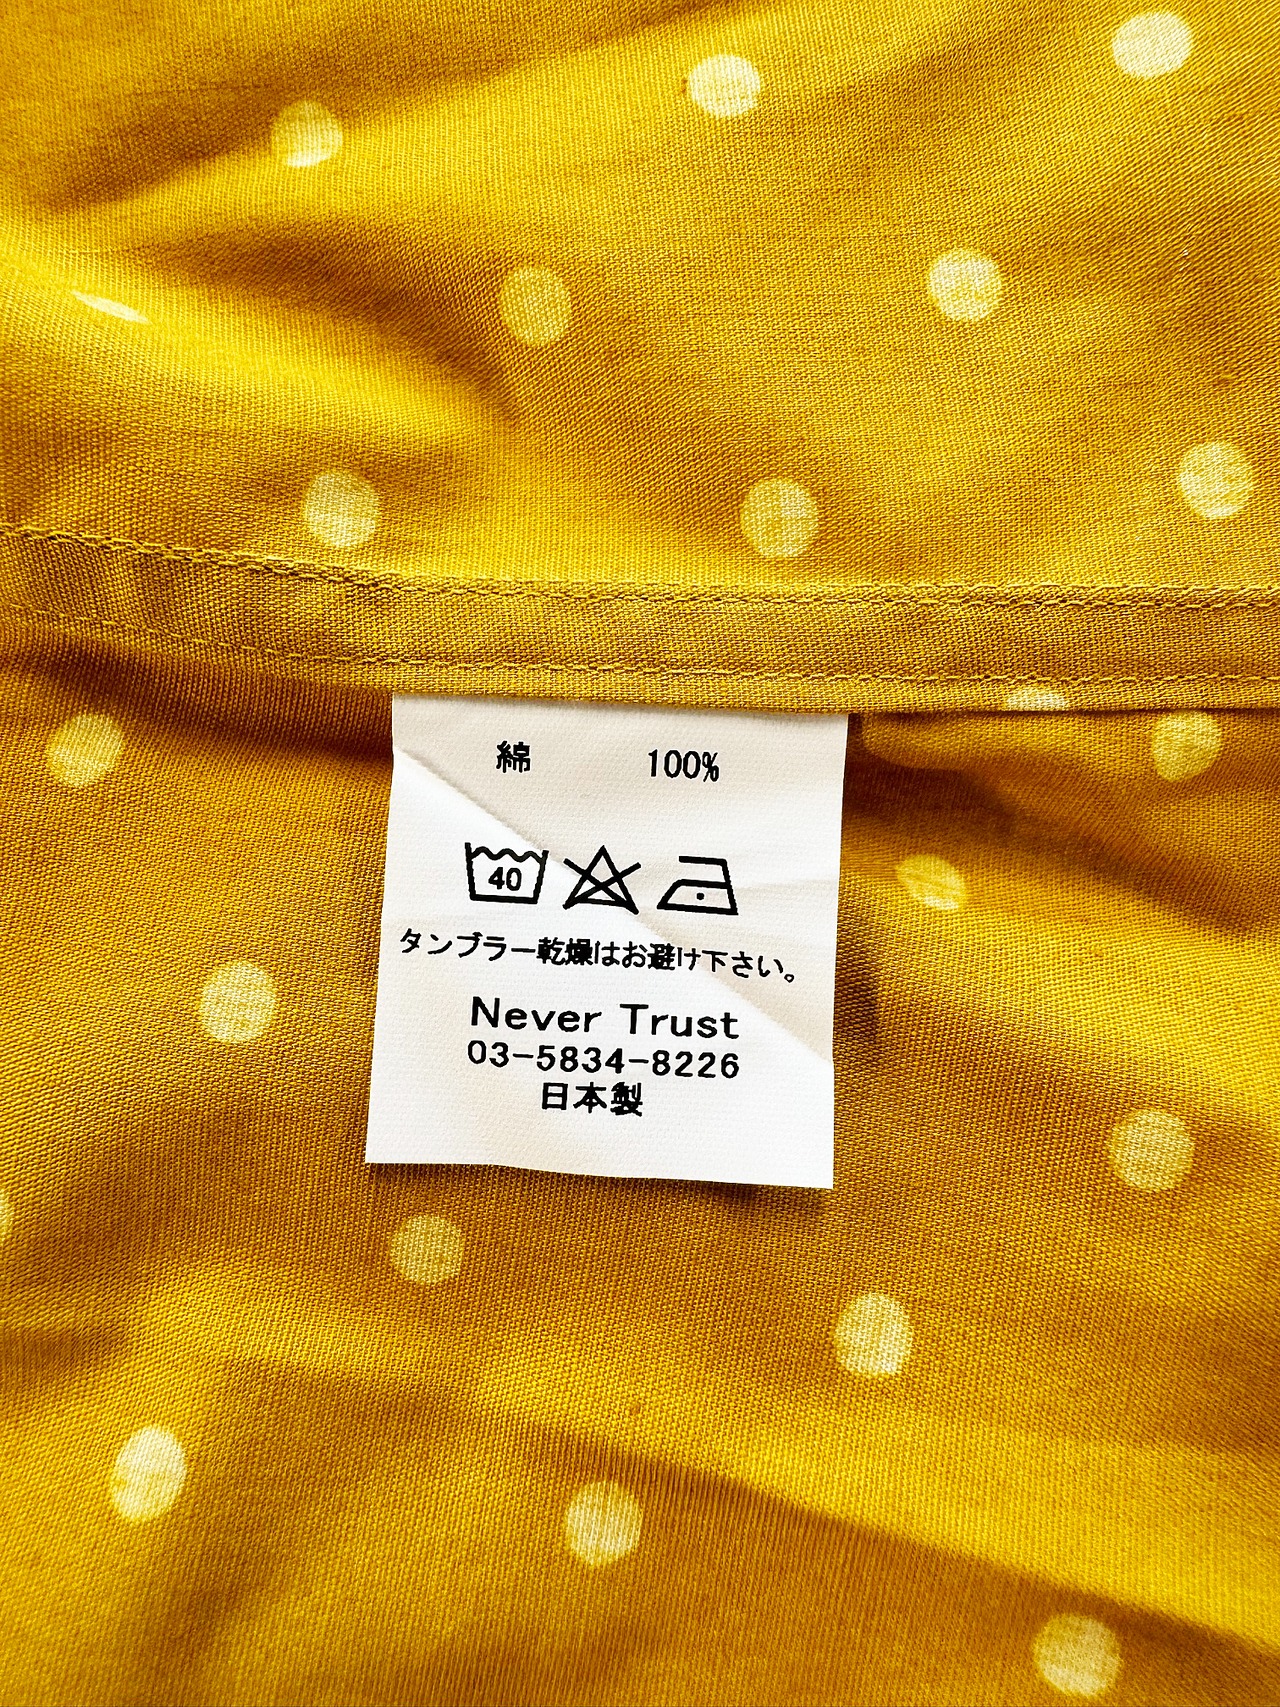 綿 100%
40
タンブラー乾燥はお避け下さい。
Never Trust
03-5834-8226
日本製